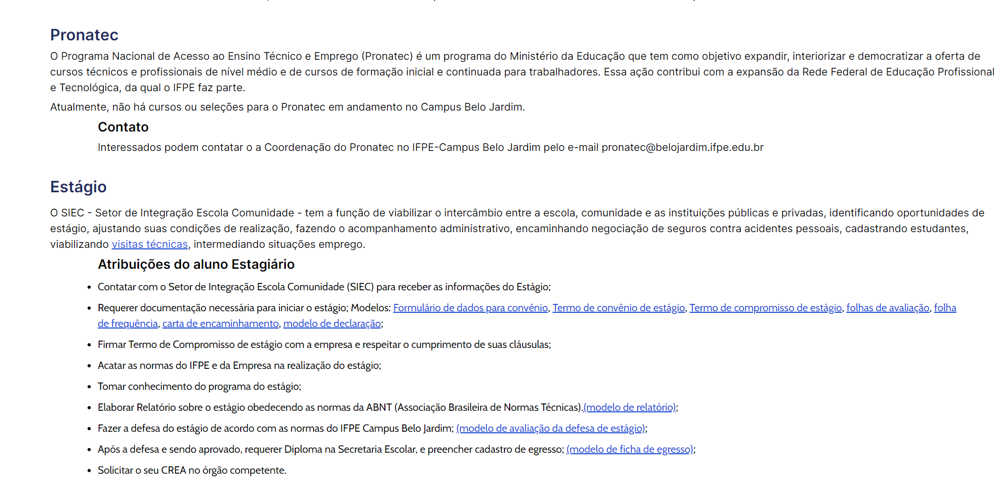 Pronatec
O Programa Nacional de Acesso ao Ensino Técnico e Emprego (Pronatec) é um programa do Ministério da Educação que tem como objetivo expandir, interiorizar e democratizar a oferta de
cursos técnicos e profissionais de nível médio e de cursos de formação inicial e continuada para trabalhadores. Essa ação contribui com a expansão da Rede Federal de Educação Profissional
e Tecnológica, da qual o IFPE faz parte.
Atualmente, não há cursos ou seleções para o Pronatec em andamento no Campus Belo Jardim.
Contato
Interessados podem contatar o a Coordenação do Pronatec no IFPE-Campus Belo Jardim pelo e-mail pronatec@belojardim.ifpe.edu.br
Estágio
O SIEC - Setor de Integração Escola Comunidade - tem a função de viabilizar o intercâmbio entre a escola, comunidade e as instituições públicas e privadas, identificando oportunidades de
estágio, ajustando suas condições de realização, fazendo o acompanhamento administrativo, encaminhando negociação de seguros contra acidentes pessoais, cadastrando estudantes,
viabilizando visitas técnicas, intermediando situações emprego.
Atribuições do aluno Estagiário
• Contatar com o Setor de Integração Escola Comunidade (SIEC) para receber as informações do Estágio;
• Requerer documentação necessária para iniciar o estágio; Modelos: Formulário de dados para convênio, Termo de convênio de estágio, Termo de compromisso de estágio, folhas de avaliação, folha
de frequência, carta de encaminhamento, modelo de declaração;
• Firmar Termo de Compromisso de estágio com a empresa e respeitar o cumprimento de suas cláusulas;
• Acatar as normas do IFPE e da Empresa na realização do estágio;
• Tomar conhecimento do programa do estágio;
• Elaborar Relatório sobre o estágio obedecendo as normas da ABNT (Associação Brasileira de Normas Técnicas).(modelo de relatório);
• Fazer a defesa do estágio de acordo com as normas do IFPE Campus Belo Jardim; (modelo de avaliação da defesa de estágio);
• Após a defesa e sendo aprovado, requerer Diploma na Secretaria Escolar, e preencher cadastro de egresso; (modelo de ficha de egresso);
• Solicitar o seu CREA no órgão competente.